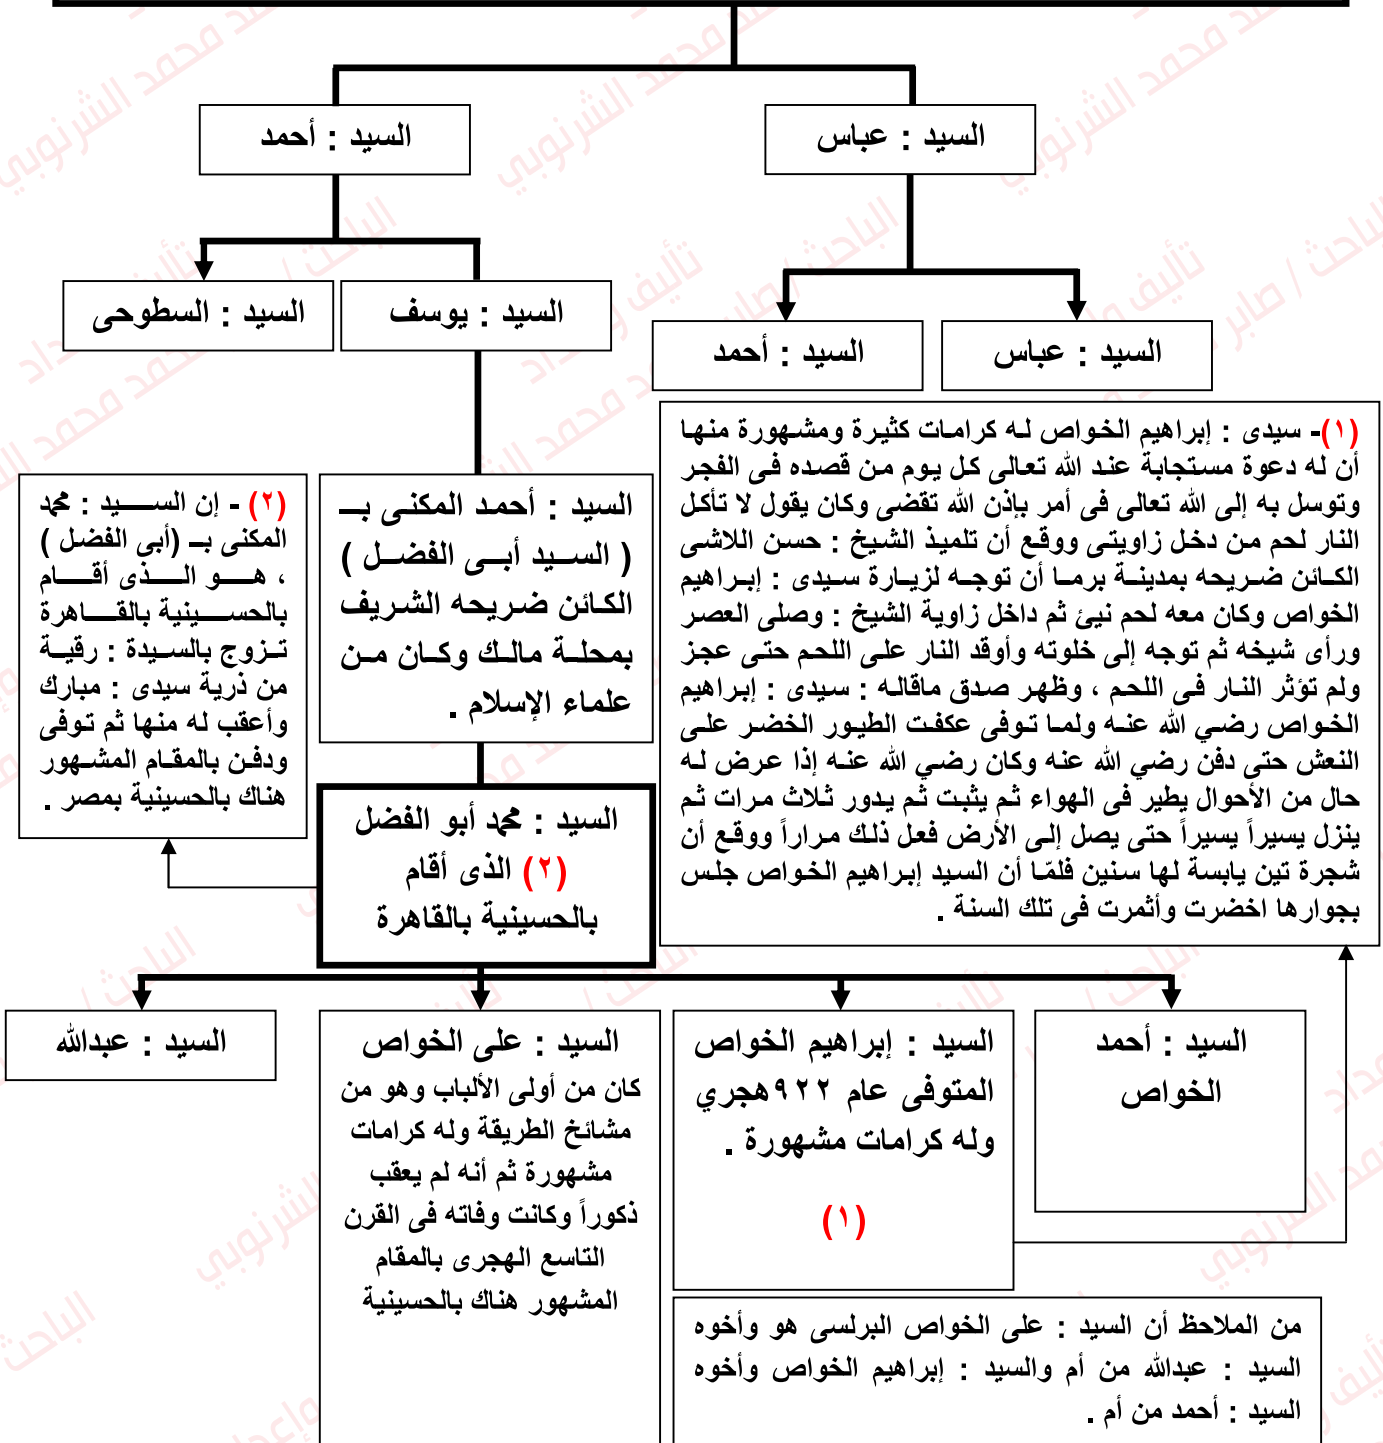 السيد : عباس
السيد : أحمد
السيد : يوسف
السيد : السطوحى
السيد : عباس
السيد : أحمد
(١)- سيدى : إبراهيم الخواص له كرامات كثيرة ومشهورة منها
أن له دعوة مستجابة عند الله تعالى كل يوم من قصده فى الفجر
وتوسل به إلى الله تعالى فى أمر بإذن الله تقضى وكان يقول لا تأكل
النار لحم من دخل زاويتى ووقع أن تلميذ الشيخ : حسن اللاشى
الكائن ضريحه بمدينة برما أن توجه لزيارة سيدى : إبراهيم
الخواص وكان معه لحم نيئ ثم داخل زاوية الشيخ : وصلى العصر
ورأى شيخه ثم توجه إلى خلوته وأوقد النار على اللحم حتى عجز
ولم تؤثر النار فى اللحم ، وظهر صدق ماقاله : سيدى : إبراهيم
الخواص رضي الله عنه ولما توفى عكفت الطيور الخضر على
النعش حتى دفن رضي الله عنه وكان رضي الله عنه إذا عرض له
حال من الأحوال يطير فى الهواء ثم يثبت ثم يدور ثلاث مرات ثم
ينزل يسيراً يسيراً حتى يصل إلى الأرض فعل ذلك مراراً ووقع أن
شجرة تين يابسة لها سنين فلمّا أن السيد إبراهيم الخواص جلس
بجوارها اخضرت وأثمرت فى تلك السنة .
السيد : أحمد المكنى بـ
( السيد أبى الفضل )
الكائن ضريحه الشريف
بمحلة مالك وكان من
علماء الإسلام .
(٢) - إن السيد : محمد
المكنى بـ (أبى الفضل )
، هو الذى أقام
بالحسينية بالقاهرة
تزوج بالسيدة : رقية
من ذرية سيدى : مبارك
وأعقب له منها ثم توفى
ودفن بالمقام المشهور
هناك بالحسينية بمصر .
السيد : محمد أبو الفضل
(٢) الذى أقام
بالحسينية بالقاهرة
السيد : أحمد
الخواص
السيد : إبراهيم الخواص
المتوفى عام ٩٢٢هجري
وله كرامات مشهورة .
(١)
السيد : على الخواص
كان من أولى الألباب وهو من
مشائخ الطريقة وله كرامات
مشهورة ثم أنه لم يعقب
ذكوراً وكانت وفاته فى القرن
التاسع الهجرى بالمقام
المشهور هناك بالحسينية
السيد : عبدالله
من الملاحظ أن السيد : على الخواص البرلسى هو وأخوه
السيد : عبدالله من أم والسيد : إبراهيم الخواص وأخوه
السيد : أحمد من أم .